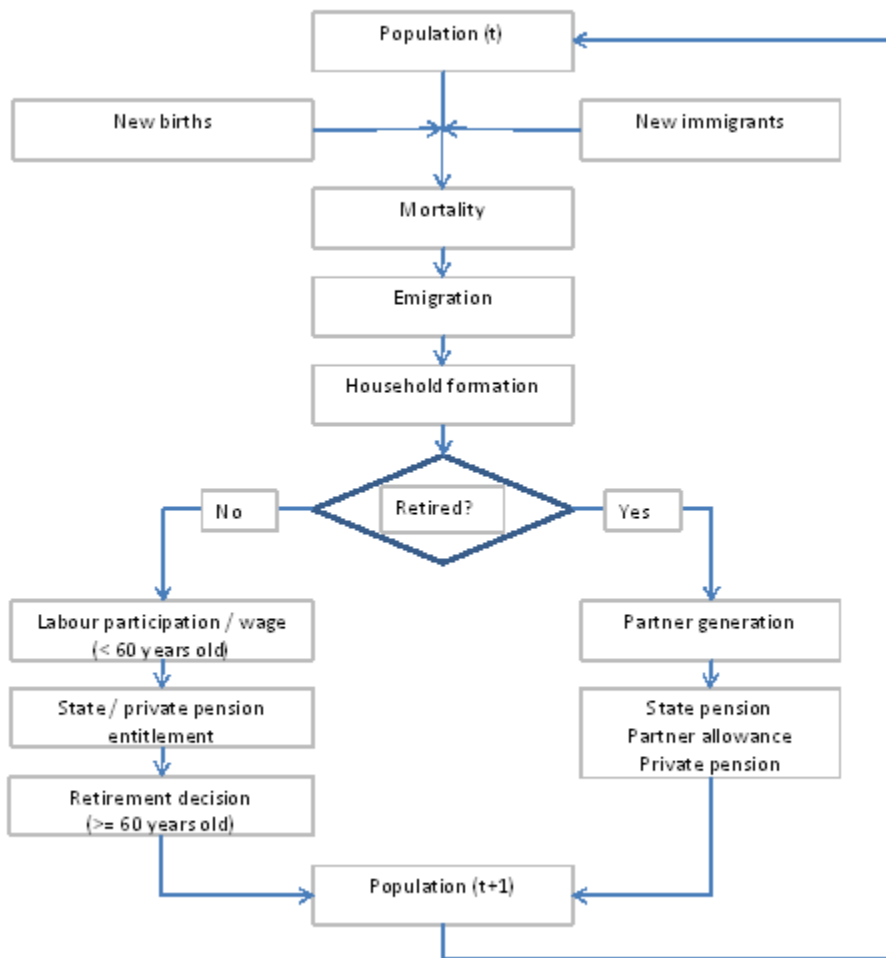 Population (t)
New births
New immigrants
Mortality
Emigration
Household formation
Retired?
No
Yes
Labour participation / wage
(< 60 years old)
Partner generation
State / private pension
entitlement
State pension
Partner allowance
Private pension
Retirement decision
(>= 60 years old)
Population (t+1)